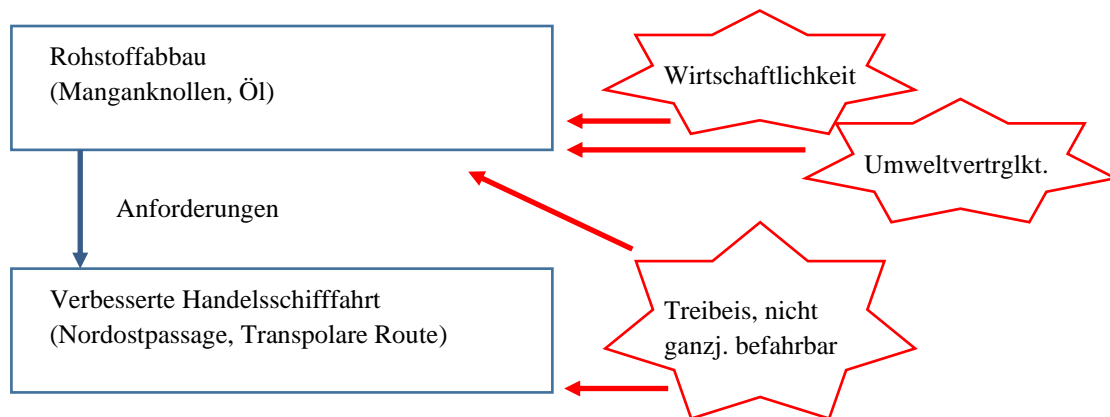 Rohstoffabbau
(Manganknollen, Öl)
Wirtschaftlichkeit
Umweltvertrglkt.
Anforderungen
Verbesserte Handelsschifffahrt
(Nordostpassage, Transpolare Route)
Treibeis, nicht
ganzj. befahrbar